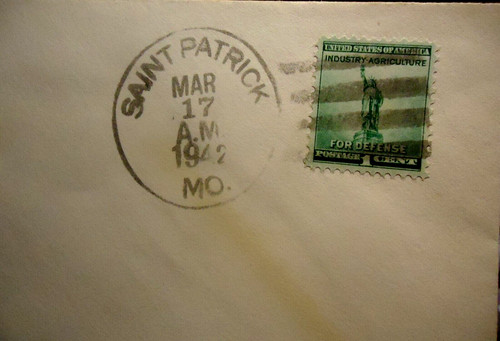 SAINT PATRICK
MAR
17
A.M.
1942
MO.
UNITED STATES OF AMERICA
INDUSTRY AGRICULTURE
FOR DEFENSE
POSTAGE 1 CENT